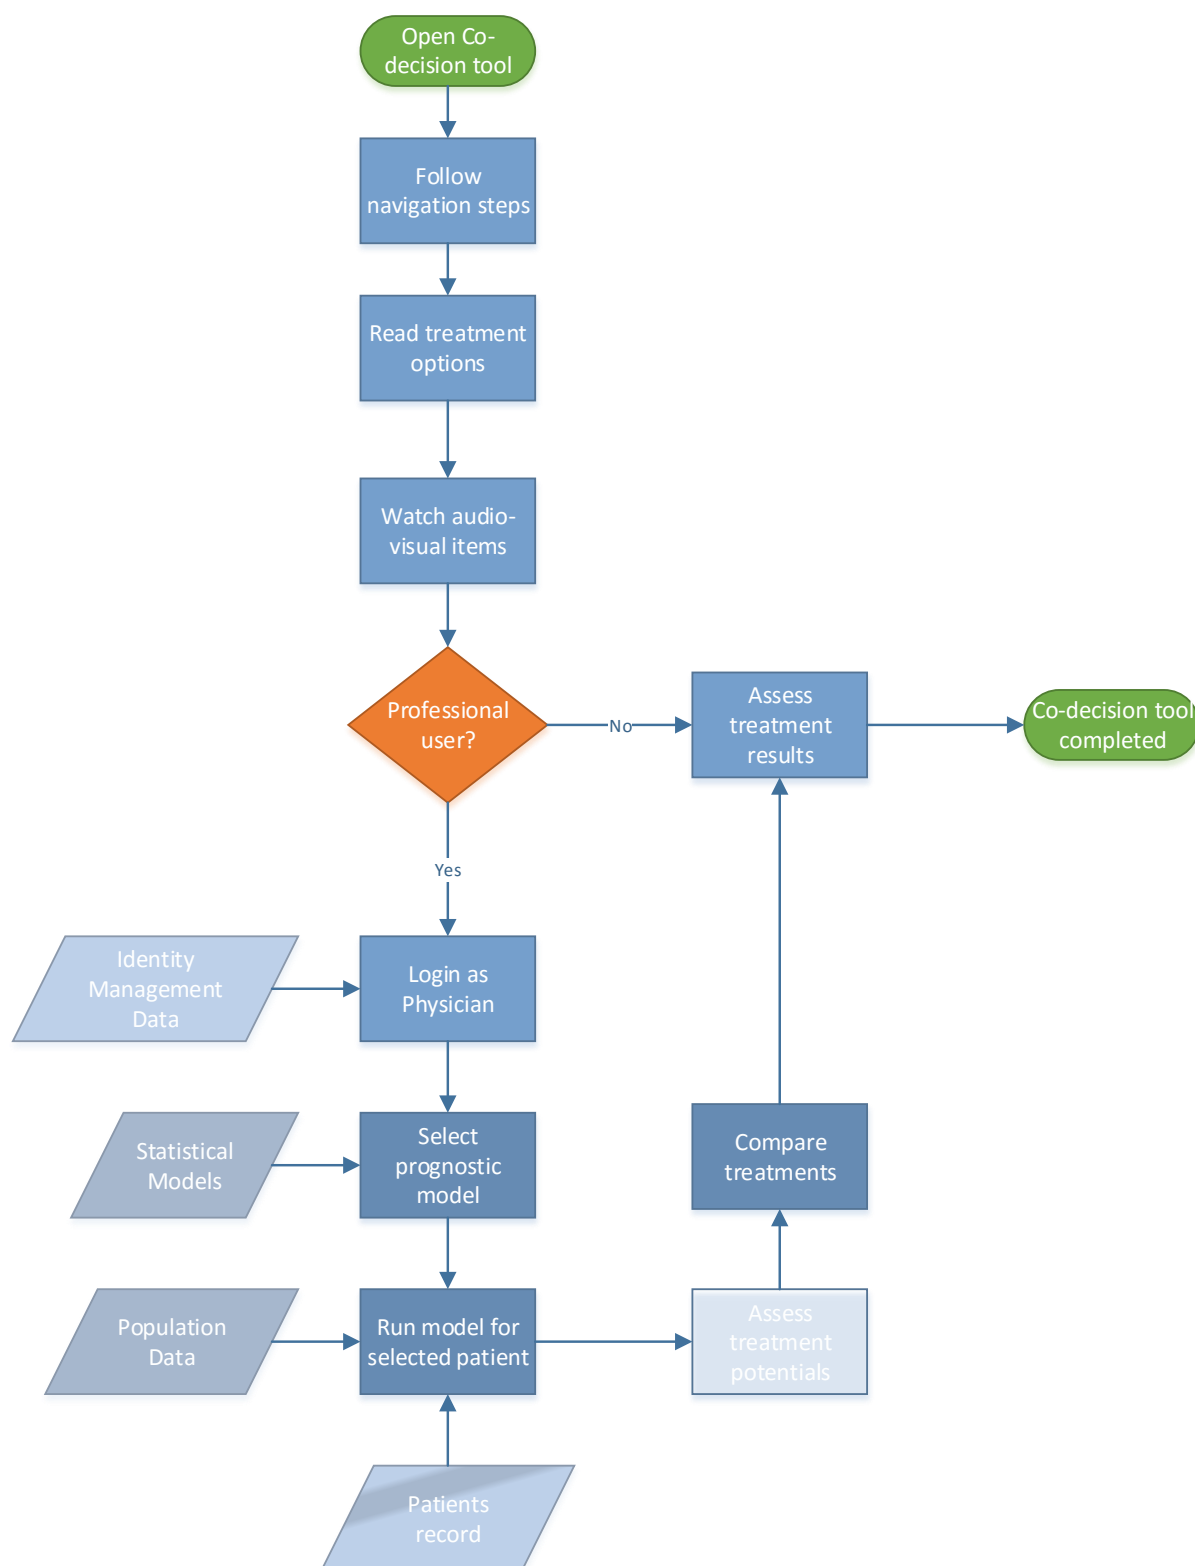 Open Co-
decision tool
Follow
navigation steps
Read treatment
options
Watch audio-
visual items
Professional
user?
No
Assess
treatment
results
Co-decision tool
completed
Yes
Identity
Management
Data
Login as
Physician
Statistical
Models
Select
prognostic
model
Compare
treatments
Population
Data
Run model for
selected patient
Assess
treatment
potentials
Patients
record